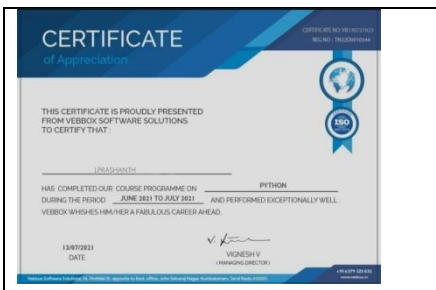 CERTIFICATE
of Appreciation
THIS CERTIFICATE IS PROUDLY PRESENTED
FROM VEBBOX SOFTWARE SOLUTIONS
TO CERTIFY THAT :
ISO
HAS COMPLETED OUR COURSE PROGRAMME ON PYTHON
DURING THE PERIOD JUNE 2021 TO JULY 2021 AND PERFORMED EXCEPTIONALLY WELL .
VEBBOX WHISHES HIM/HER A FABULOUS CAREER AHEAD.
13/07/2021
DATE
VIGNESH V
( MANAGING DIRECTOR )